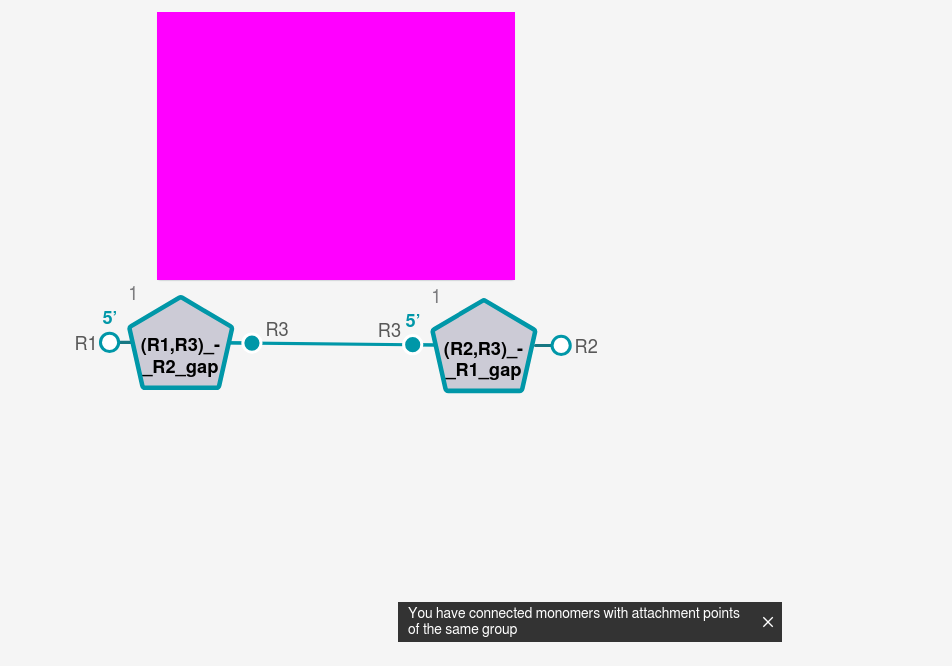 1
1
5’
5’
R1
(R1,R3)_-
_R2_gap
R3
R3
(R2,R3)_-
_R1_gap
R2
You have connected monomers with attachment points
of the same group